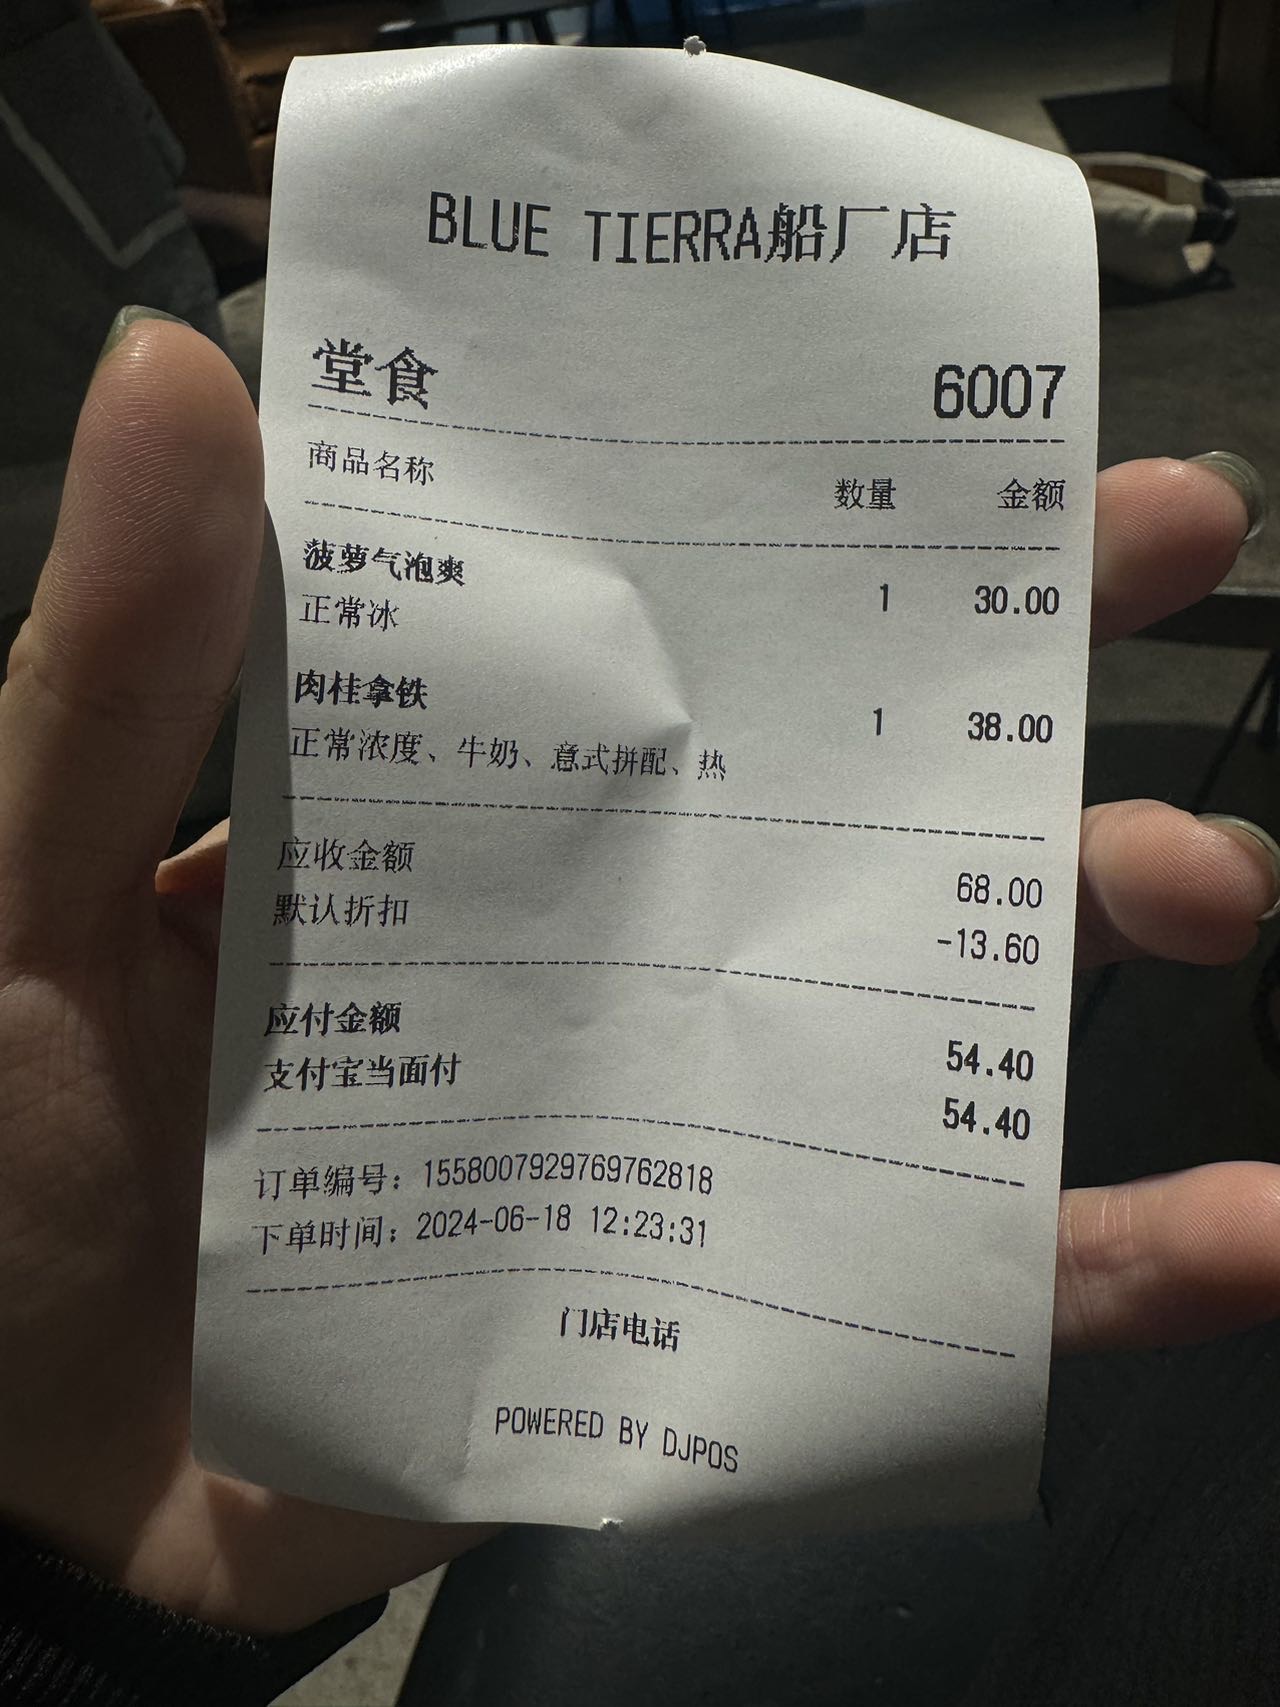 BLUE TIERRA船厂店
堂食 6007
商品名称 数量 金额
菠萝气泡爽 1 30.00
正常冰
肉桂拿铁 1 38.00
正常浓度、牛奶、意式拼配、热
应收金额 68.00
默认折扣 -13.60
应付金额 54.40
支付宝当面付 54.40
订单编号：1558007929769762818
下单时间：2024-06-18 12:23:31
门店电话
POWERED BY DJPOS